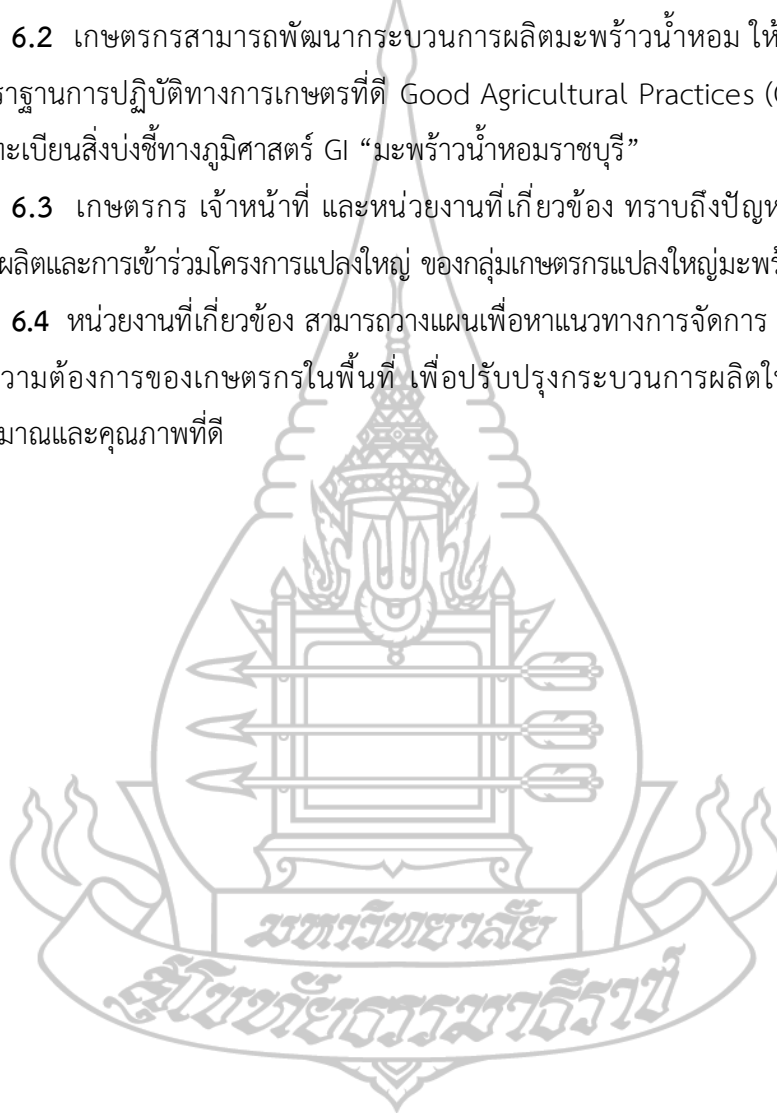 6.2 เกษตรกรสามารถพัฒนากระบวนการผลิตมะพร้าวน้ำหอม ให้
ราฐานการปฏิบัติทางการเกษตรที่ดี Good Agricultural Practices (
ทะเบียนสิ่งบ่งชี้ทางภูมิศาสตร์ GI “มะพร้าวน้ำหอมราชบุรี”
6.3 เกษตรกร เจ้าหน้าที่ และหน่วยงานที่เกี่ยวข้อง ทราบถึงปัญห
ผลิตและการเข้าร่วมโครงการแปลงใหญ่ ของกลุ่มเกษตรกรแปลงใหญ่มะพร้
6.4 หน่วยงานที่เกี่ยวข้อง สามารถวางแผนเพื่อหาแนวทางการจัดการ
วามต้องการของเกษตรกรในพื้นที่ เพื่อปรับปรุงกระบวนการผลิตให
มาณและคุณภาพที่ดี
มหาวิทยาลัย
สุโขทัยธรรมาธิราช